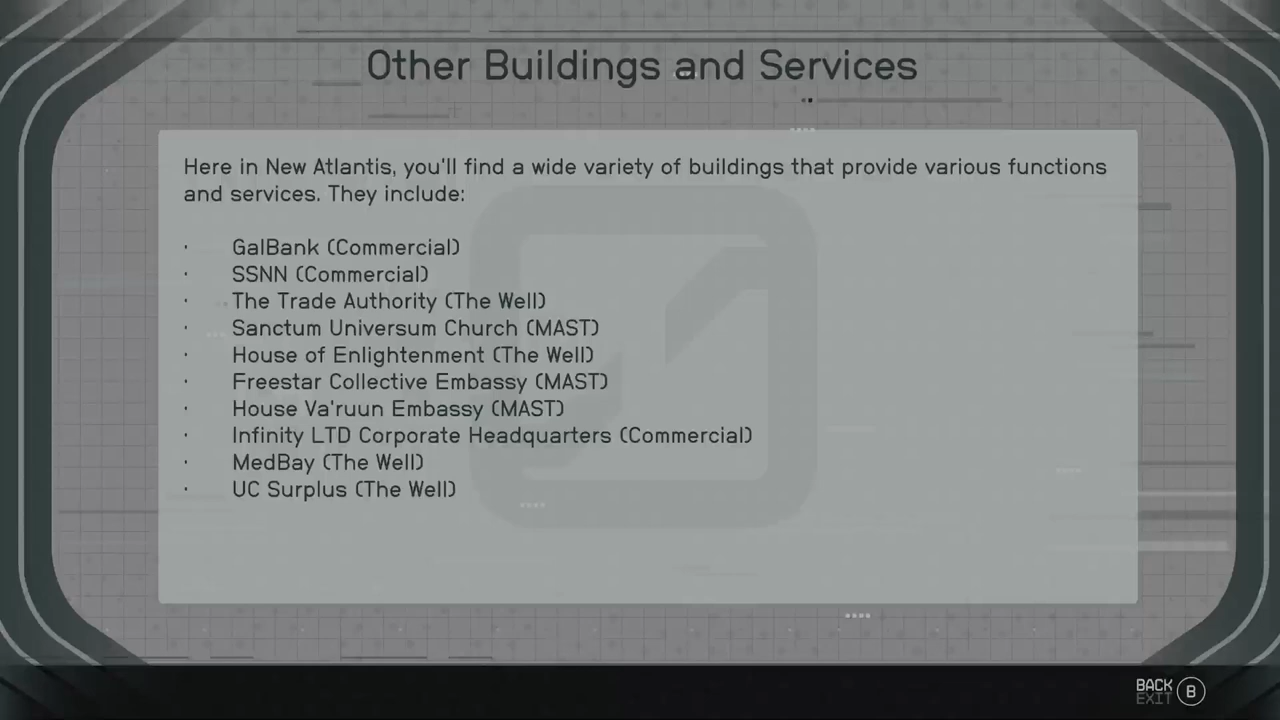 Other Buildings and Services
Here in New Atlantis, you'll find a wide variety of buildings that provide various functions
and services. They include:
· GalBank (Commercial)
· SSNN (Commercial)
· The Trade Authority (The Well)
· Sanctum Universum Church (MAST)
· House of Enlightenment (The Well)
· Freestar Collective Embassy (MAST)
· House Va'ruun Embassy (MAST)
· Infinity LTD Corporate Headquarters (Commercial)
· MedBay (The Well)
· UC Surplus (The Well)
BACK
EXIT
B